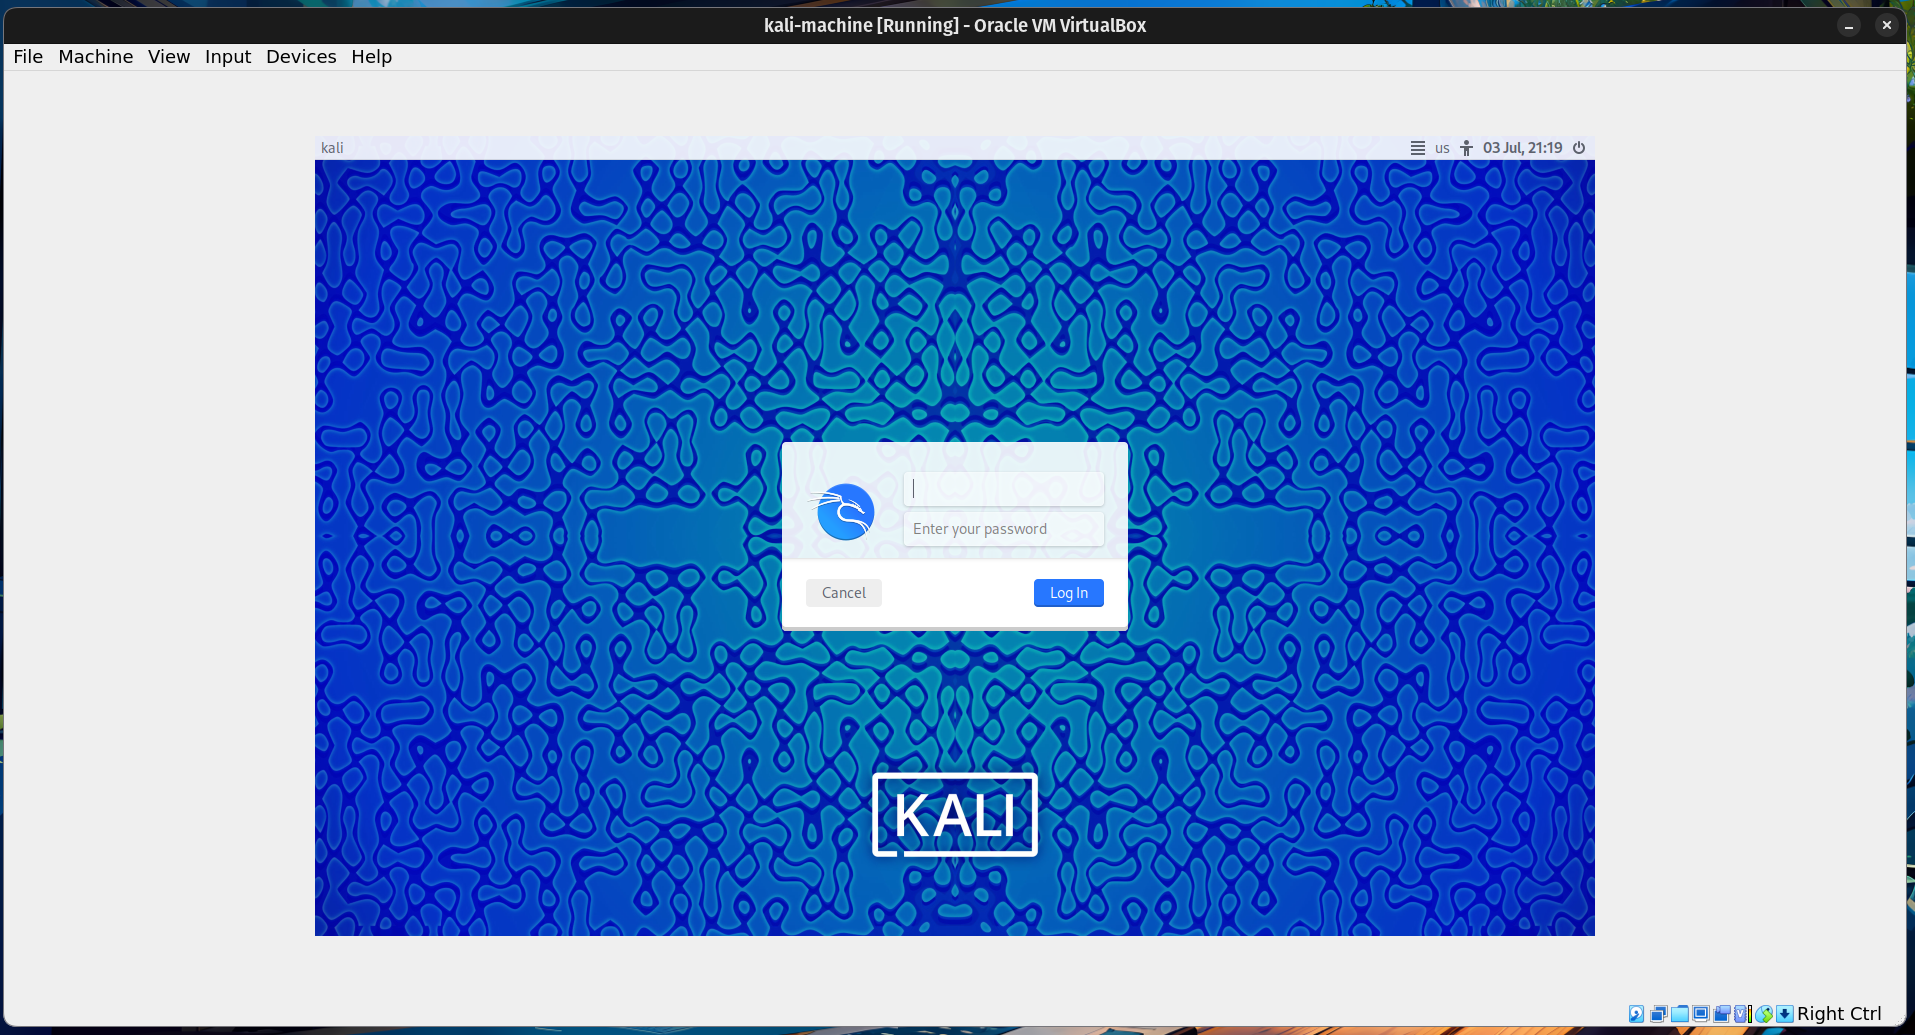 kali-machine [Running] - Oracle VM VirtualBox
File Machine View Input Devices Help
kali us 03 Jul, 21:19
Enter your password
Cancel Log In
KALI
Right Ctrl